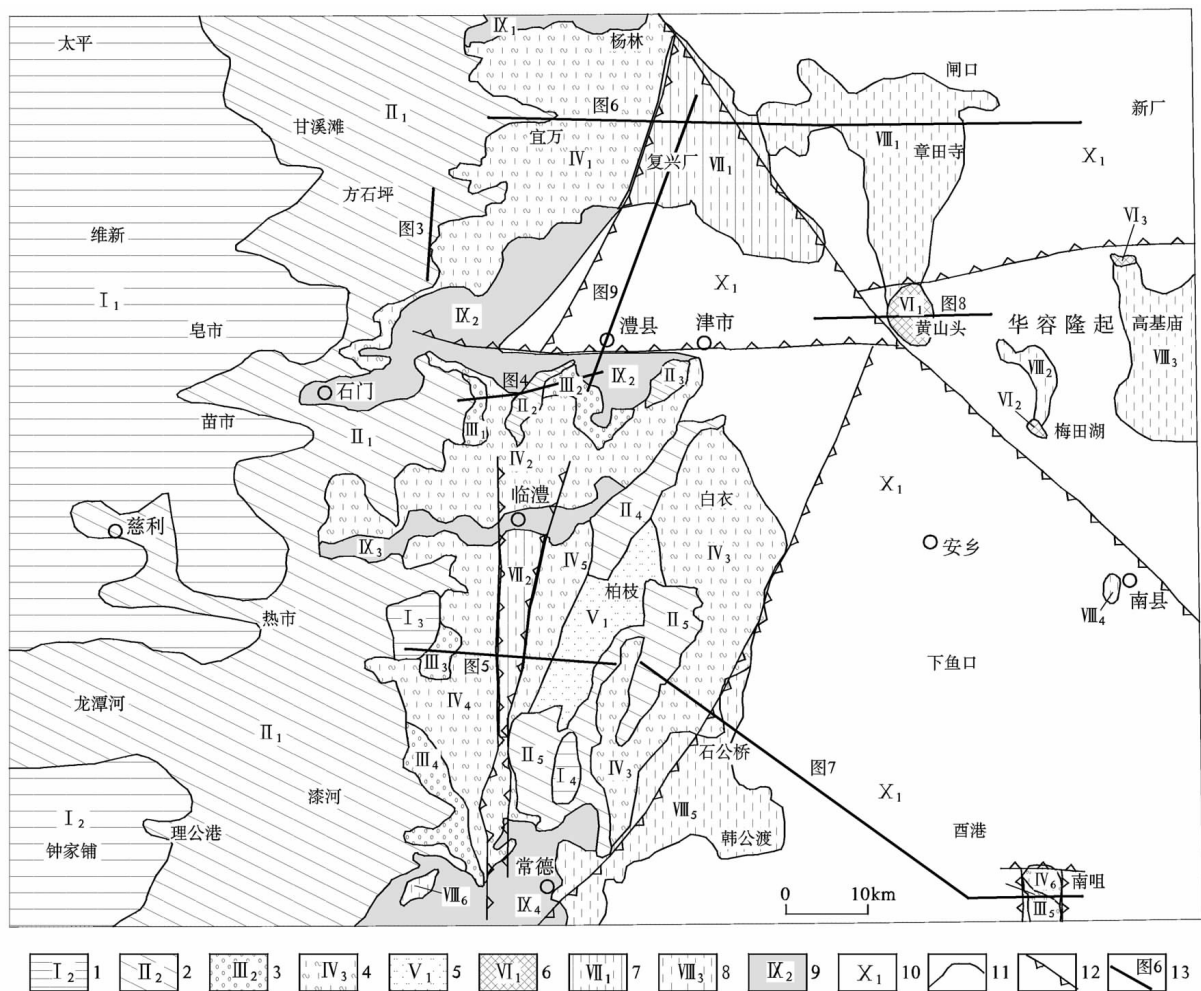 Ⅸ₁
杨林
太平
闸口
Ⅱ₁
图6
新厂
甘溪滩
宜万
Ⅷ₁
章田寺
Ⅹ₁
Ⅳ₁
复兴厂
Ⅶ₁
方石坪
图3
Ⅵ₃
维新
Ⅰ₁
图9
Ⅹ₁
Ⅸ₂
Ⅵ₁
图8
皂市
澧县
津市
黄山头
华容隆起
高基庙
Ⅷ₃
石门
图4
Ⅲ₂
Ⅸ₂
Ⅱ₃
Ⅷ₂
Ⅱ₂
苗市
Ⅱ₁
Ⅲ₁
Ⅵ₂
梅田湖
Ⅳ₂
白衣
Ⅹ₁
慈利
临澧
Ⅱ₄
Ⅸ₃
Ⅳ₃
安乡
Ⅶ₂
Ⅳ₅
柏枝
南县
Ⅷ₄
热市
Ⅰ₃
Ⅴ₁
Ⅱ₅
Ⅲ₃
图5
下鱼口
龙潭河
Ⅳ₄
Ⅱ₁
石公桥
Ⅲ₄
Ⅱ₅
Ⅰ₄
Ⅳ₃
图7
漆河
Ⅹ₁
Ⅰ₂
理公港
Ⅷ₅
韩公渡
酉港
钟家铺
常德
Ⅷ₆
Ⅸ₄
0 10km
Ⅳ₆
南咀
Ⅲ₅
Ⅰ₂ 1 Ⅱ₂ 2 Ⅲ₂ 3 Ⅳ₃ 4 Ⅴ₁ 5 Ⅵ₁ 6 Ⅶ₁ 7 Ⅷ₃ 8 Ⅸ₂ 9 Ⅹ₁ 10 11 12 图6 13